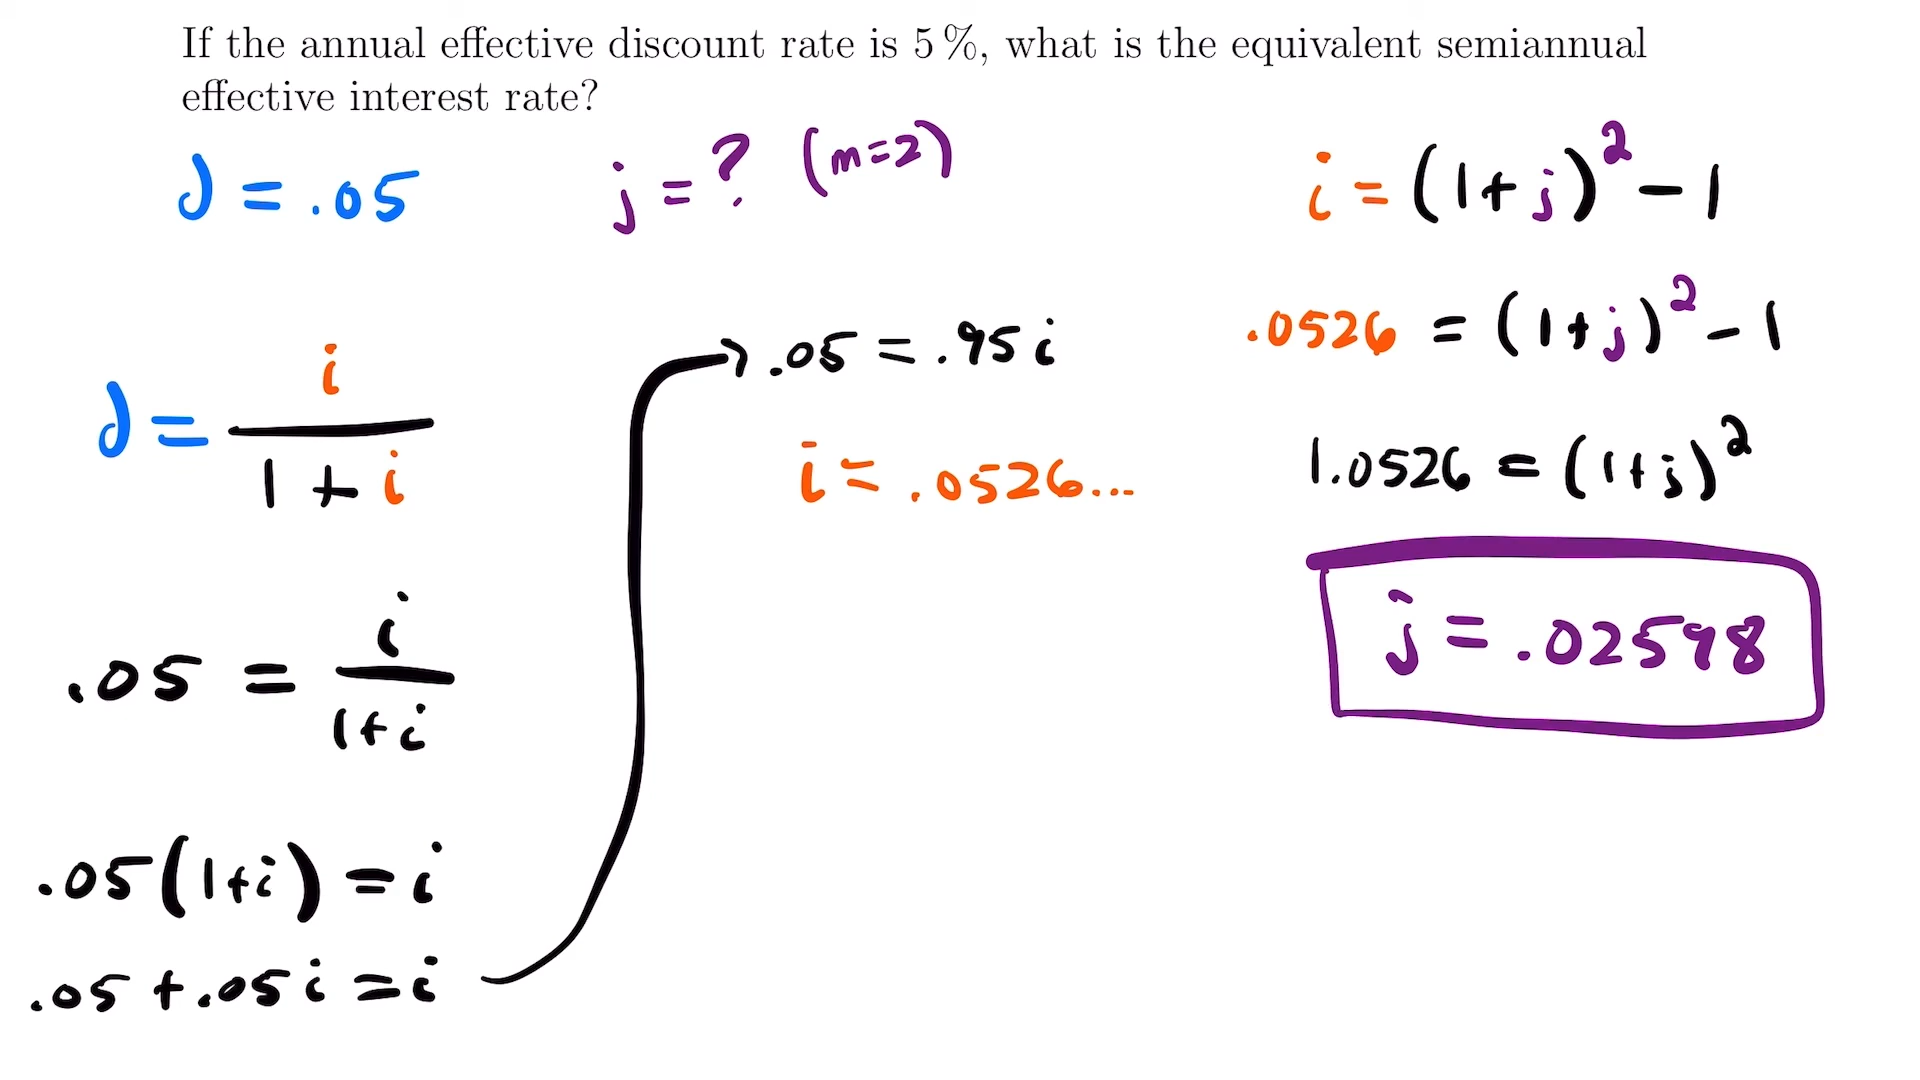 If the annual effective discount rate is 5 %, what is the equivalent semiannual
effective interest rate?
d = .05
j = ? (m=2)
d = i / 1 + i
.05 = i / 1+i
.05(1+i) = i
.05 + .05i = i
.05 = .95i
i = .0526...
i = (1+j)² - 1
.0526 = (1+j)² - 1
1.0526 = (1+j)²
j = .02598